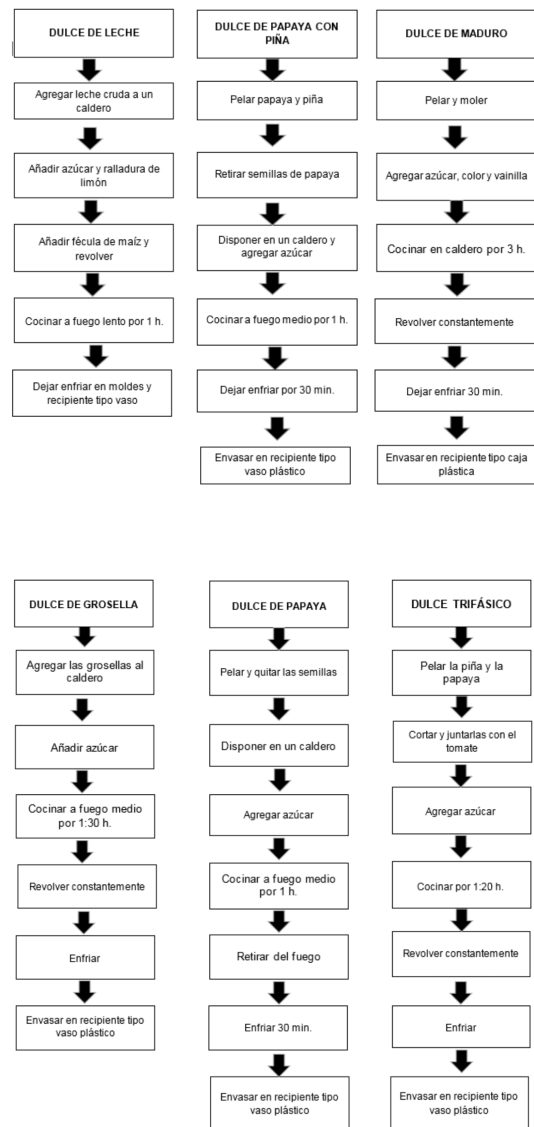 DULCE DE LECHE
Agregar leche cruda a un
caldero
Añadir azúcar y ralladura de
limón
Añadir fécula de maíz y
revolver
Cocinar a fuego lento por 1 h.
Dejar enfriar en moldes y
recipiente tipo vaso
DULCE DE PAPAYA CON
PIÑA
Pelar papaya y piña
Retirar semillas de papaya
Disponer en un caldero y
agregar azúcar
Cocinar a fuego medio por 1 h.
Dejar enfriar por 30 min.
Envasar en recipiente tipo
vaso plástico
DULCE DE MADURO
Pelar y moler
Agregar azúcar, color y vainilla
Cocinar en caldero por 3 h.
Revolver constantemente
Dejar enfriar 30 min.
Envasar en recipiente tipo caja
plástica
DULCE DE GROSELLA
Agregar las grosellas al
caldero
Añadir azúcar
Cocinar a fuego medio
por 1:30 h.
Revolver constantemente
Enfriar
Envasar en recipiente tipo
vaso plástico
DULCE DE PAPAYA
Pelar y quitar las semillas
Disponer en un caldero
Agregar azúcar
Cocinar a fuego medio
por 1 h.
Retirar del fuego
Enfriar 30 min.
Envasar en recipiente tipo
vaso plástico
DULCE TRIFÁSICO
Pelar la piña y la
papaya
Cortar y juntarlas con el
tomate
Agregar azúcar
Cocinar por 1:20 h.
Revolver constantemente
Enfriar
Envasar en recipiente tipo
vaso plástico